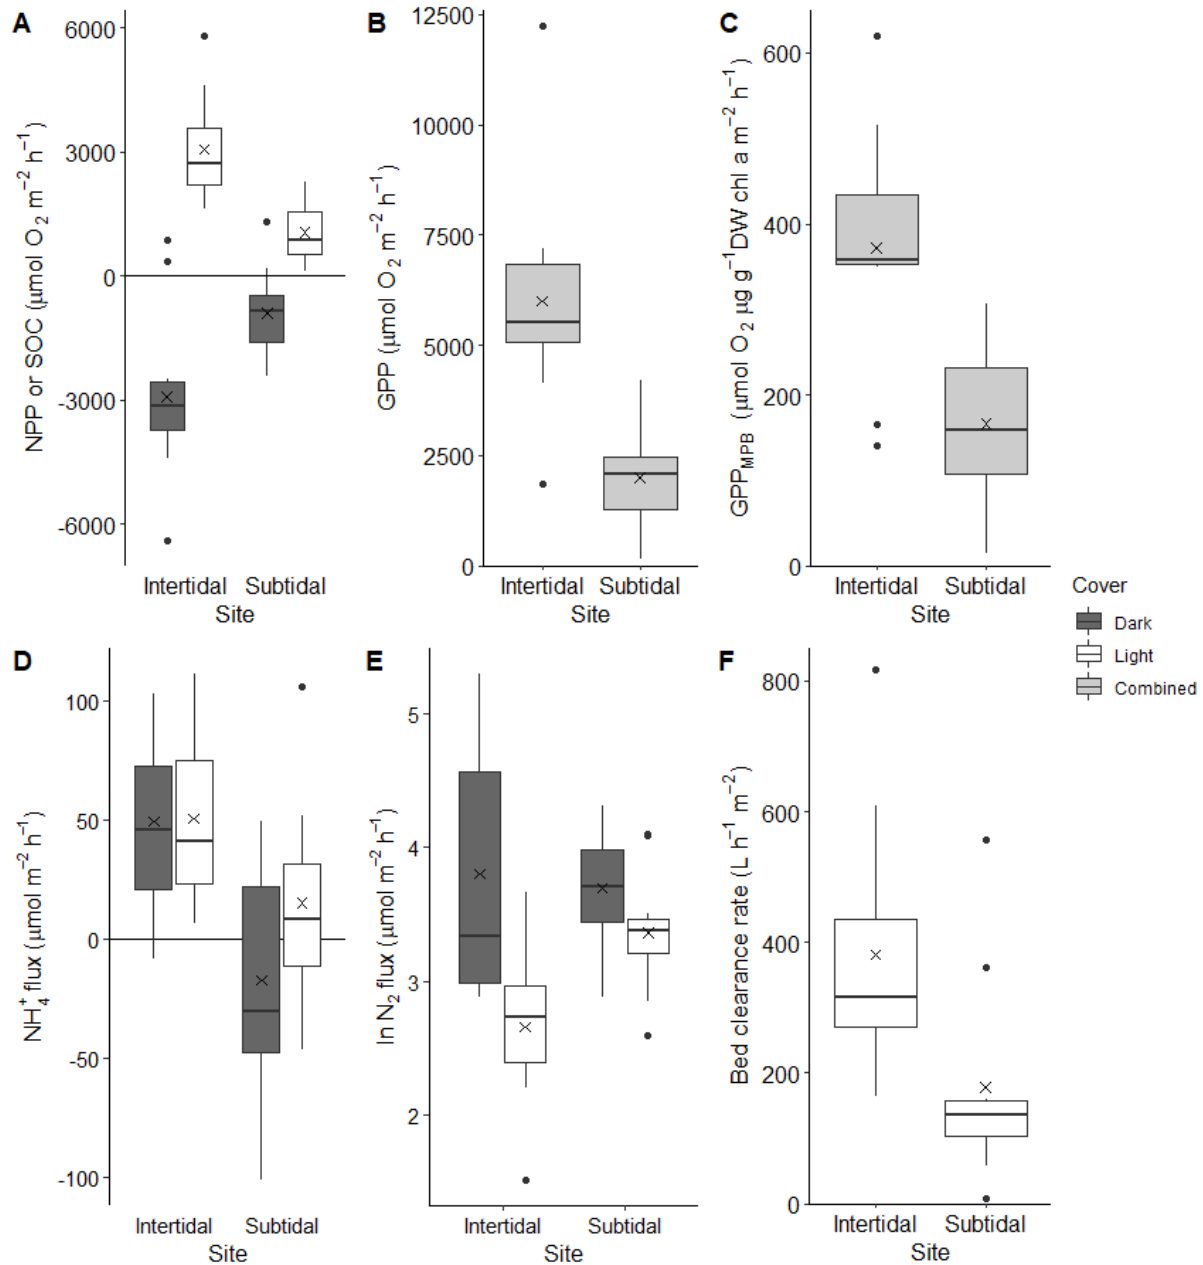 A
NPP or SOC (μmol O₂ m⁻² h⁻¹)
6000
3000
0
-3000
-6000
Intertidal Subtidal
Site
B
GPP (μmol O₂ m⁻² h⁻¹)
12500
10000
7500
5000
2500
0
Intertidal Subtidal
Site
C
GPP_MPB (μmol O₂ μg g⁻¹DW chl a m⁻² h⁻¹)
600
400
200
0
Intertidal Subtidal
Site
Cover
Dark
Light
Combined
D
NH₄⁺ flux (μmol m⁻² h⁻¹)
100
50
0
-50
-100
Intertidal Subtidal
Site
E
ln N₂ flux (μmol m⁻² h⁻¹)
5
4
3
2
Intertidal Subtidal
Site
F
Bed clearance rate (L h⁻¹ m⁻²)
800
600
400
200
0
Intertidal Subtidal
Site